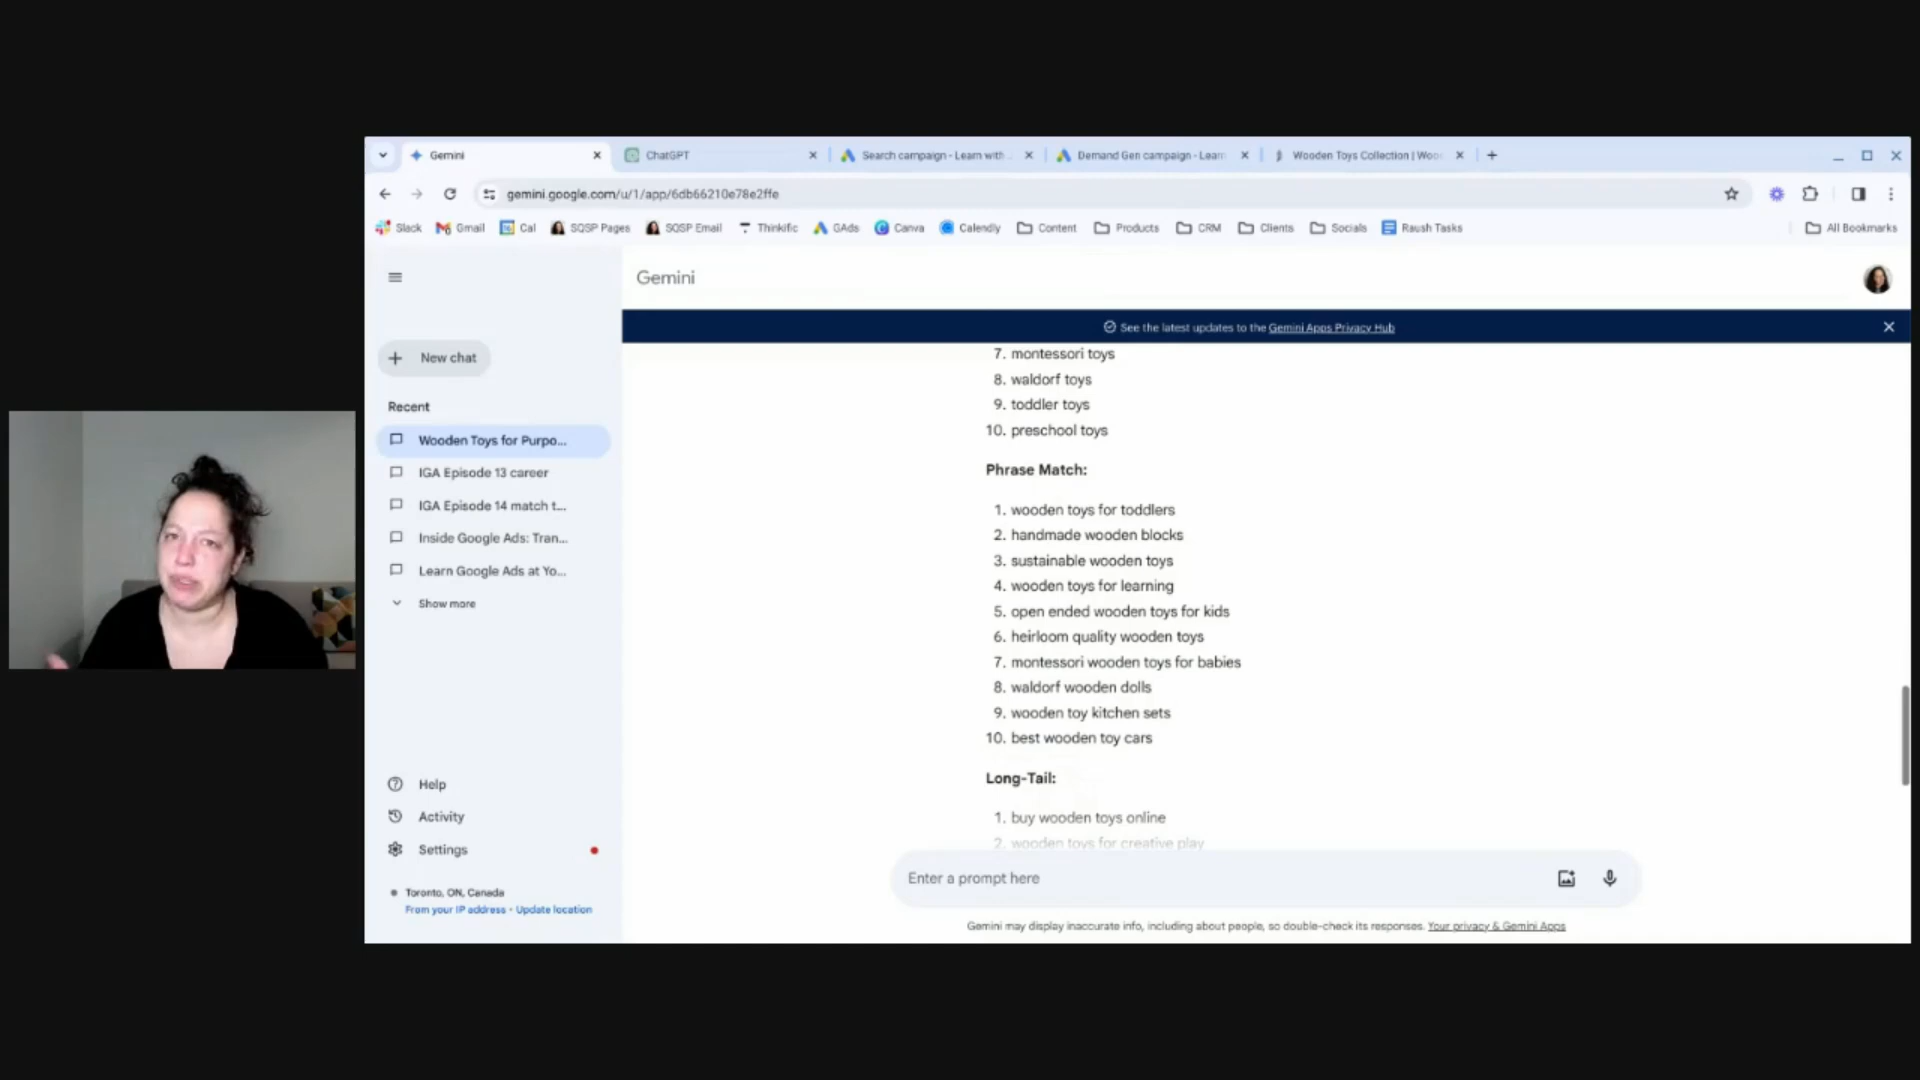 Gemini
ChatGPT
Search campaign - Learn with ...
Demand Gen campaign - Learn
Wooden Toys Collection | Woo
gemini.google.com/u/1/app/6db66210e78e2ffe
Slack
Gmail
Cal
SQSP Pages
SQSP Email
Thinkific
GAds
Canva
Calendly
Content
Products
CRM
Clients
Socials
Raush Tasks
All Bookmarks
Gemini
See the latest updates to the Gemini Apps Privacy Hub
New chat
Recent
Wooden Toys for Purpo...
IGA Episode 13 career
IGA Episode 14 match t...
Inside Google Ads: Tran...
Learn Google Ads at Yo...
Show more
Help
Activity
Settings
Toronto, ON, Canada
From your IP address • Update location
7. montessori toys
8. waldorf toys
9. toddler toys
10. preschool toys
Phrase Match:
1. wooden toys for toddlers
2. handmade wooden blocks
3. sustainable wooden toys
4. wooden toys for learning
5. open ended wooden toys for kids
6. heirloom quality wooden toys
7. montessori wooden toys for babies
8. waldorf wooden dolls
9. wooden toy kitchen sets
10. best wooden toy cars
Long-Tail:
1. buy wooden toys online
2. wooden toys for creative play
Enter a prompt here
Gemini may display inaccurate info, including about people, so double-check its responses. Your privacy & Gemini Apps